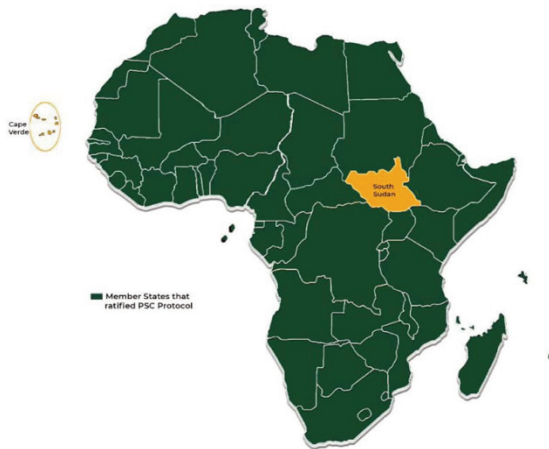 Cape
Verde
South
Sudan
Member States that
ratified PSC Protocol